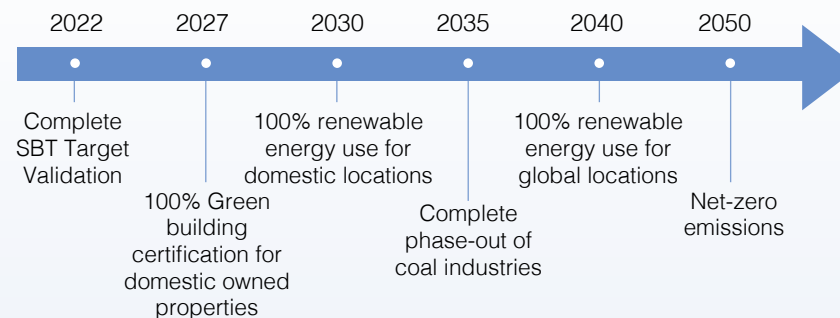 2022
2027
2030
2035
2040
2050
Complete
SBT Target
Validation
100% Green
building
certification for
domestic owned
properties
100% renewable
energy use for
domestic locations
Complete
phase-out of
coal industries
100% renewable
energy use for
global locations
Net-zero
emissions